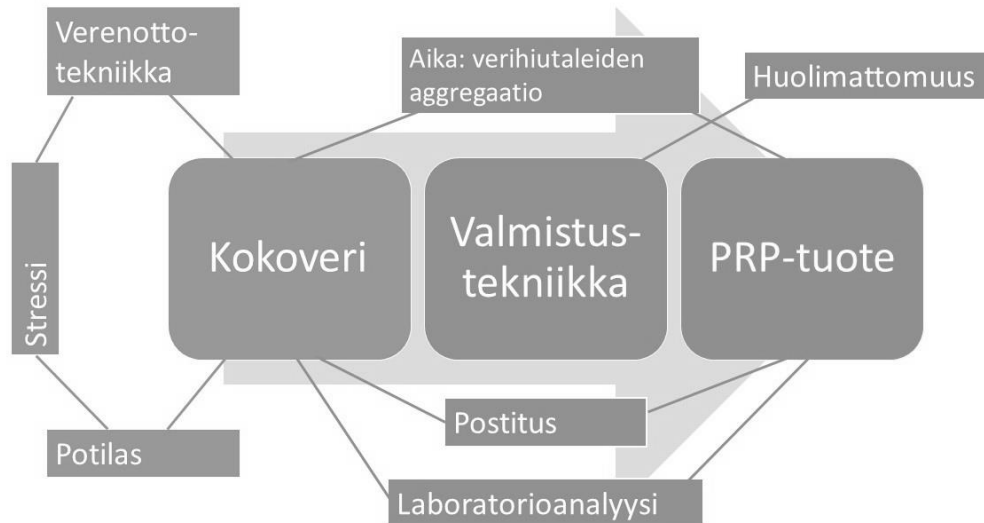 Verenotto-
tekniikka
Aika: verihiutaleiden
aggregaatio
Huolimattomuus
Stressi
Kokoveri
Valmistus-
tekniikka
PRP-tuote
Potilas
Postitus
Laboratorioanalyysi